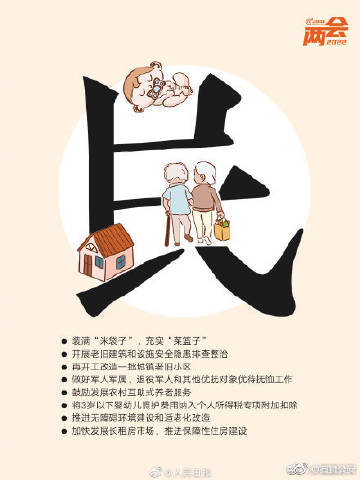 两会
2022
民
装满“米袋子”、充实“菜篮子”
开展老旧建筑和设施安全隐患排查整治
再开工改造一批城镇老旧小区
做好军人军属、退役军人和其他优抚对象优待抚恤工作
鼓励发展农村互助式养老服务
将3岁以下婴幼儿照护费用纳入个人所得税专项附加扣除
推进无障碍环境建设和适老化改造
加快发展长租房市场，推进保障性住房建设
@人民日报